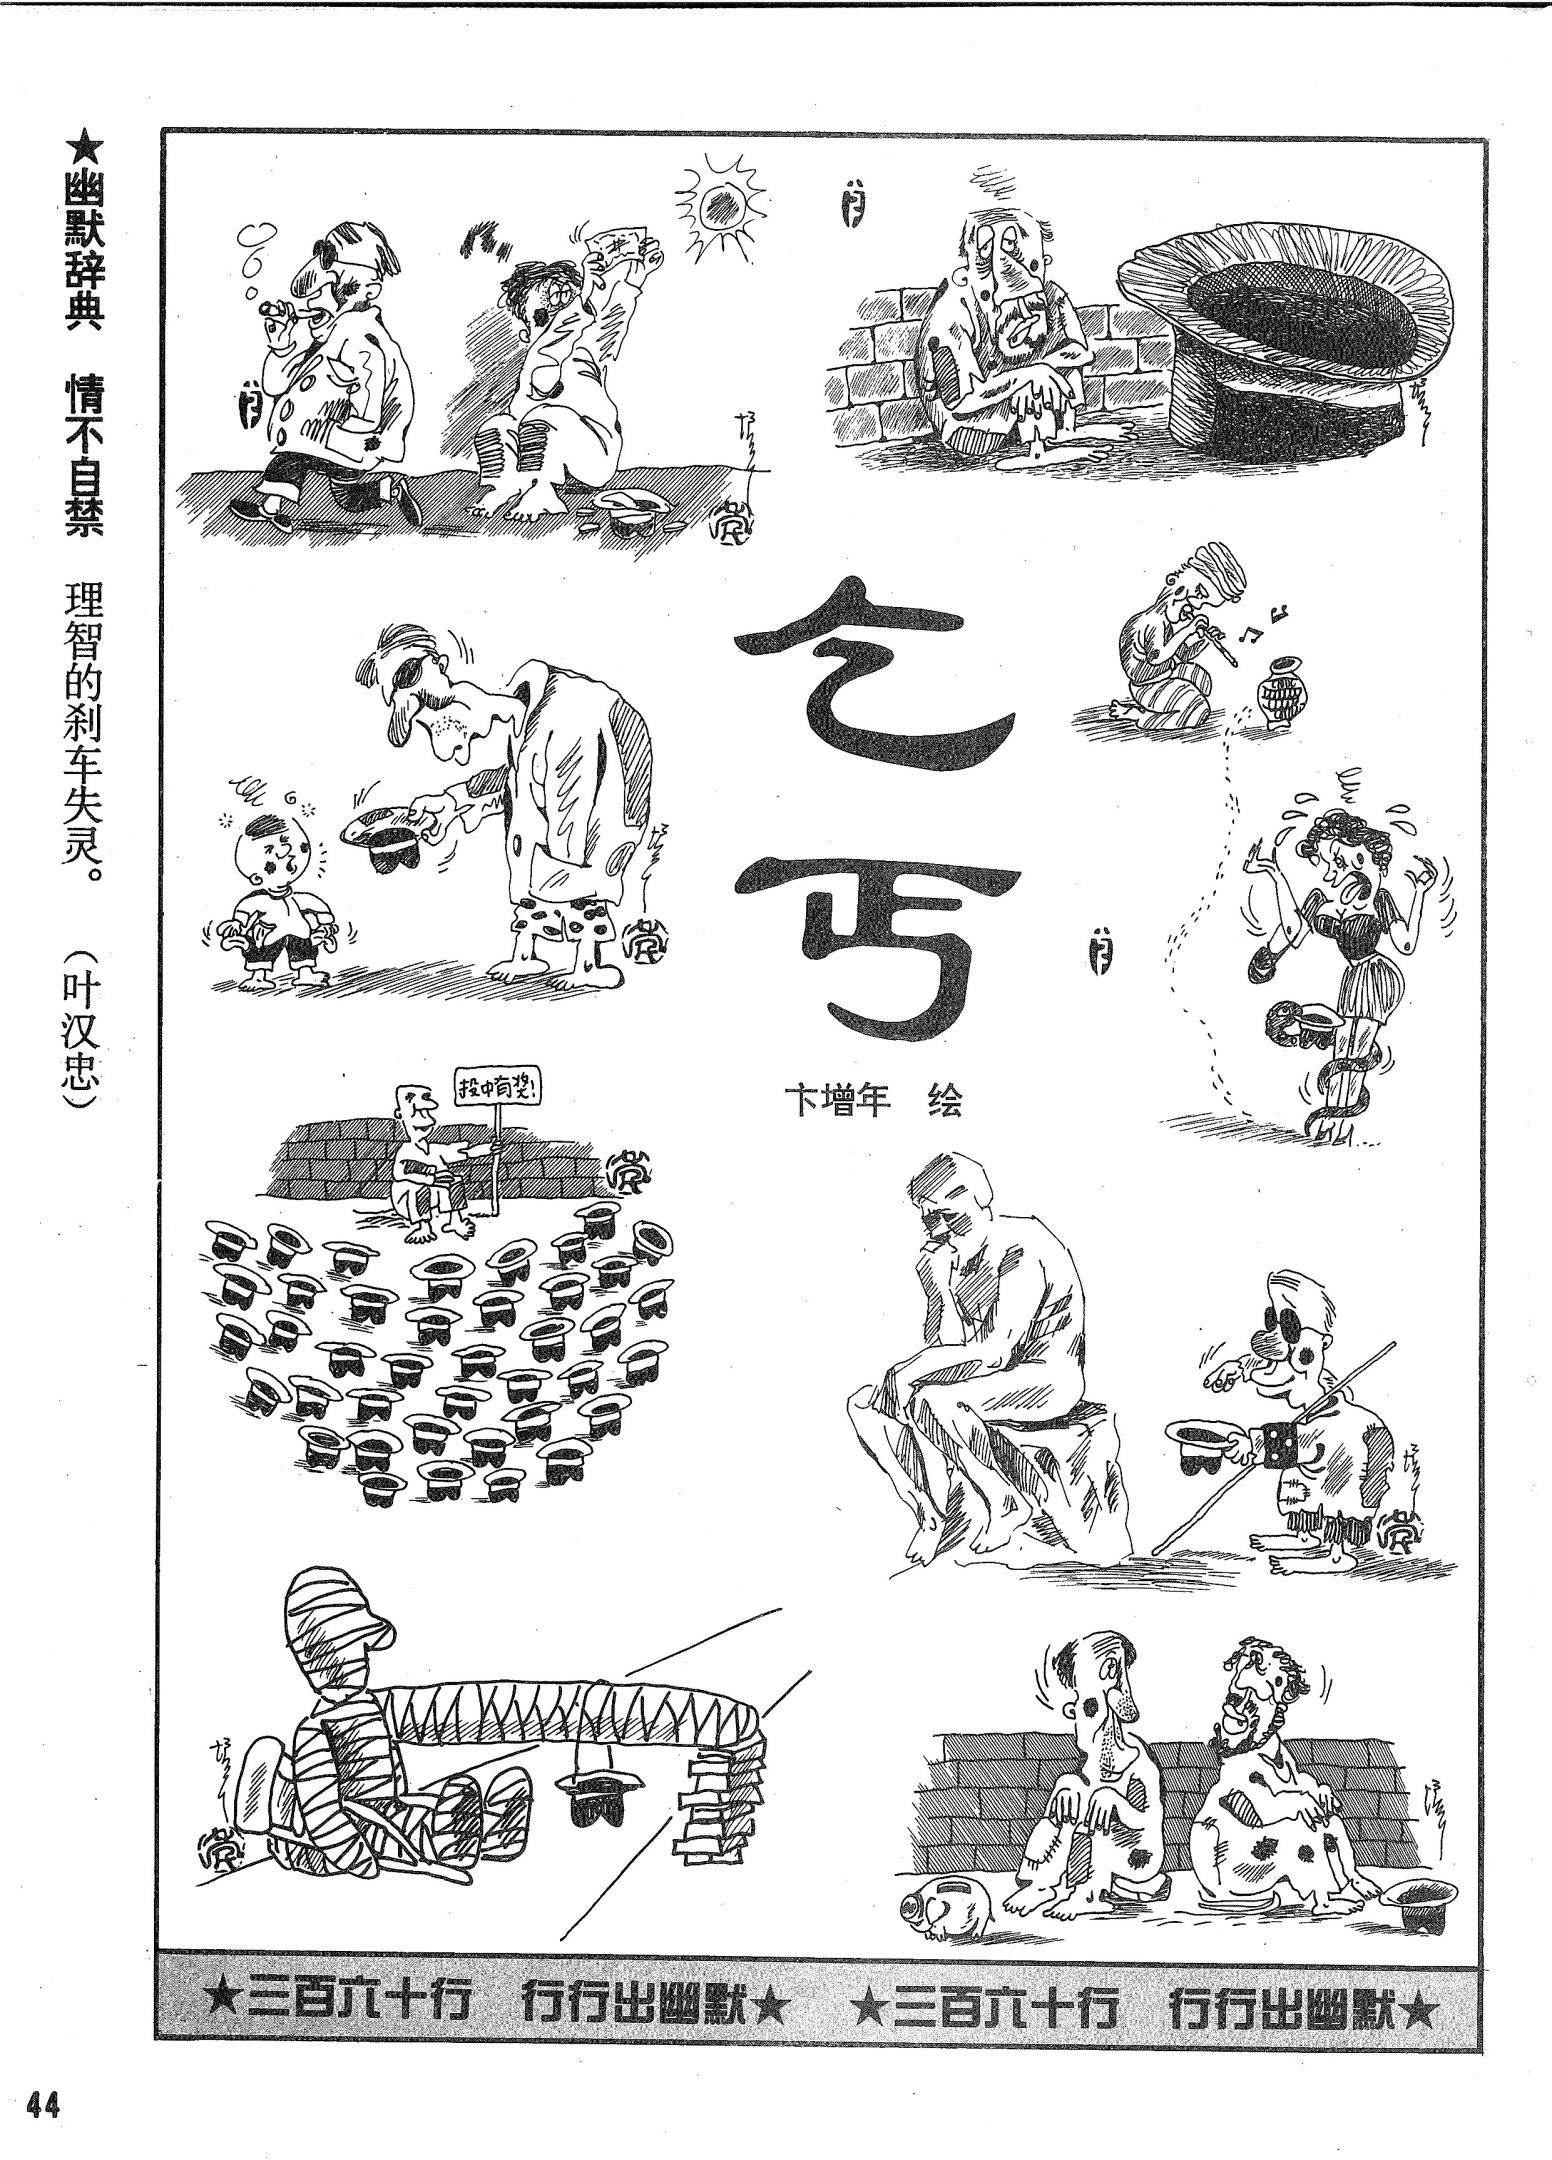 ★幽默辞典 情不自禁 理智的刹车失灵。 （叶汉忠）
乞丐
卞增年 绘
投中有奖！
★三百六十行 行行出幽默★ ★三百六十行 行行出幽默★
44